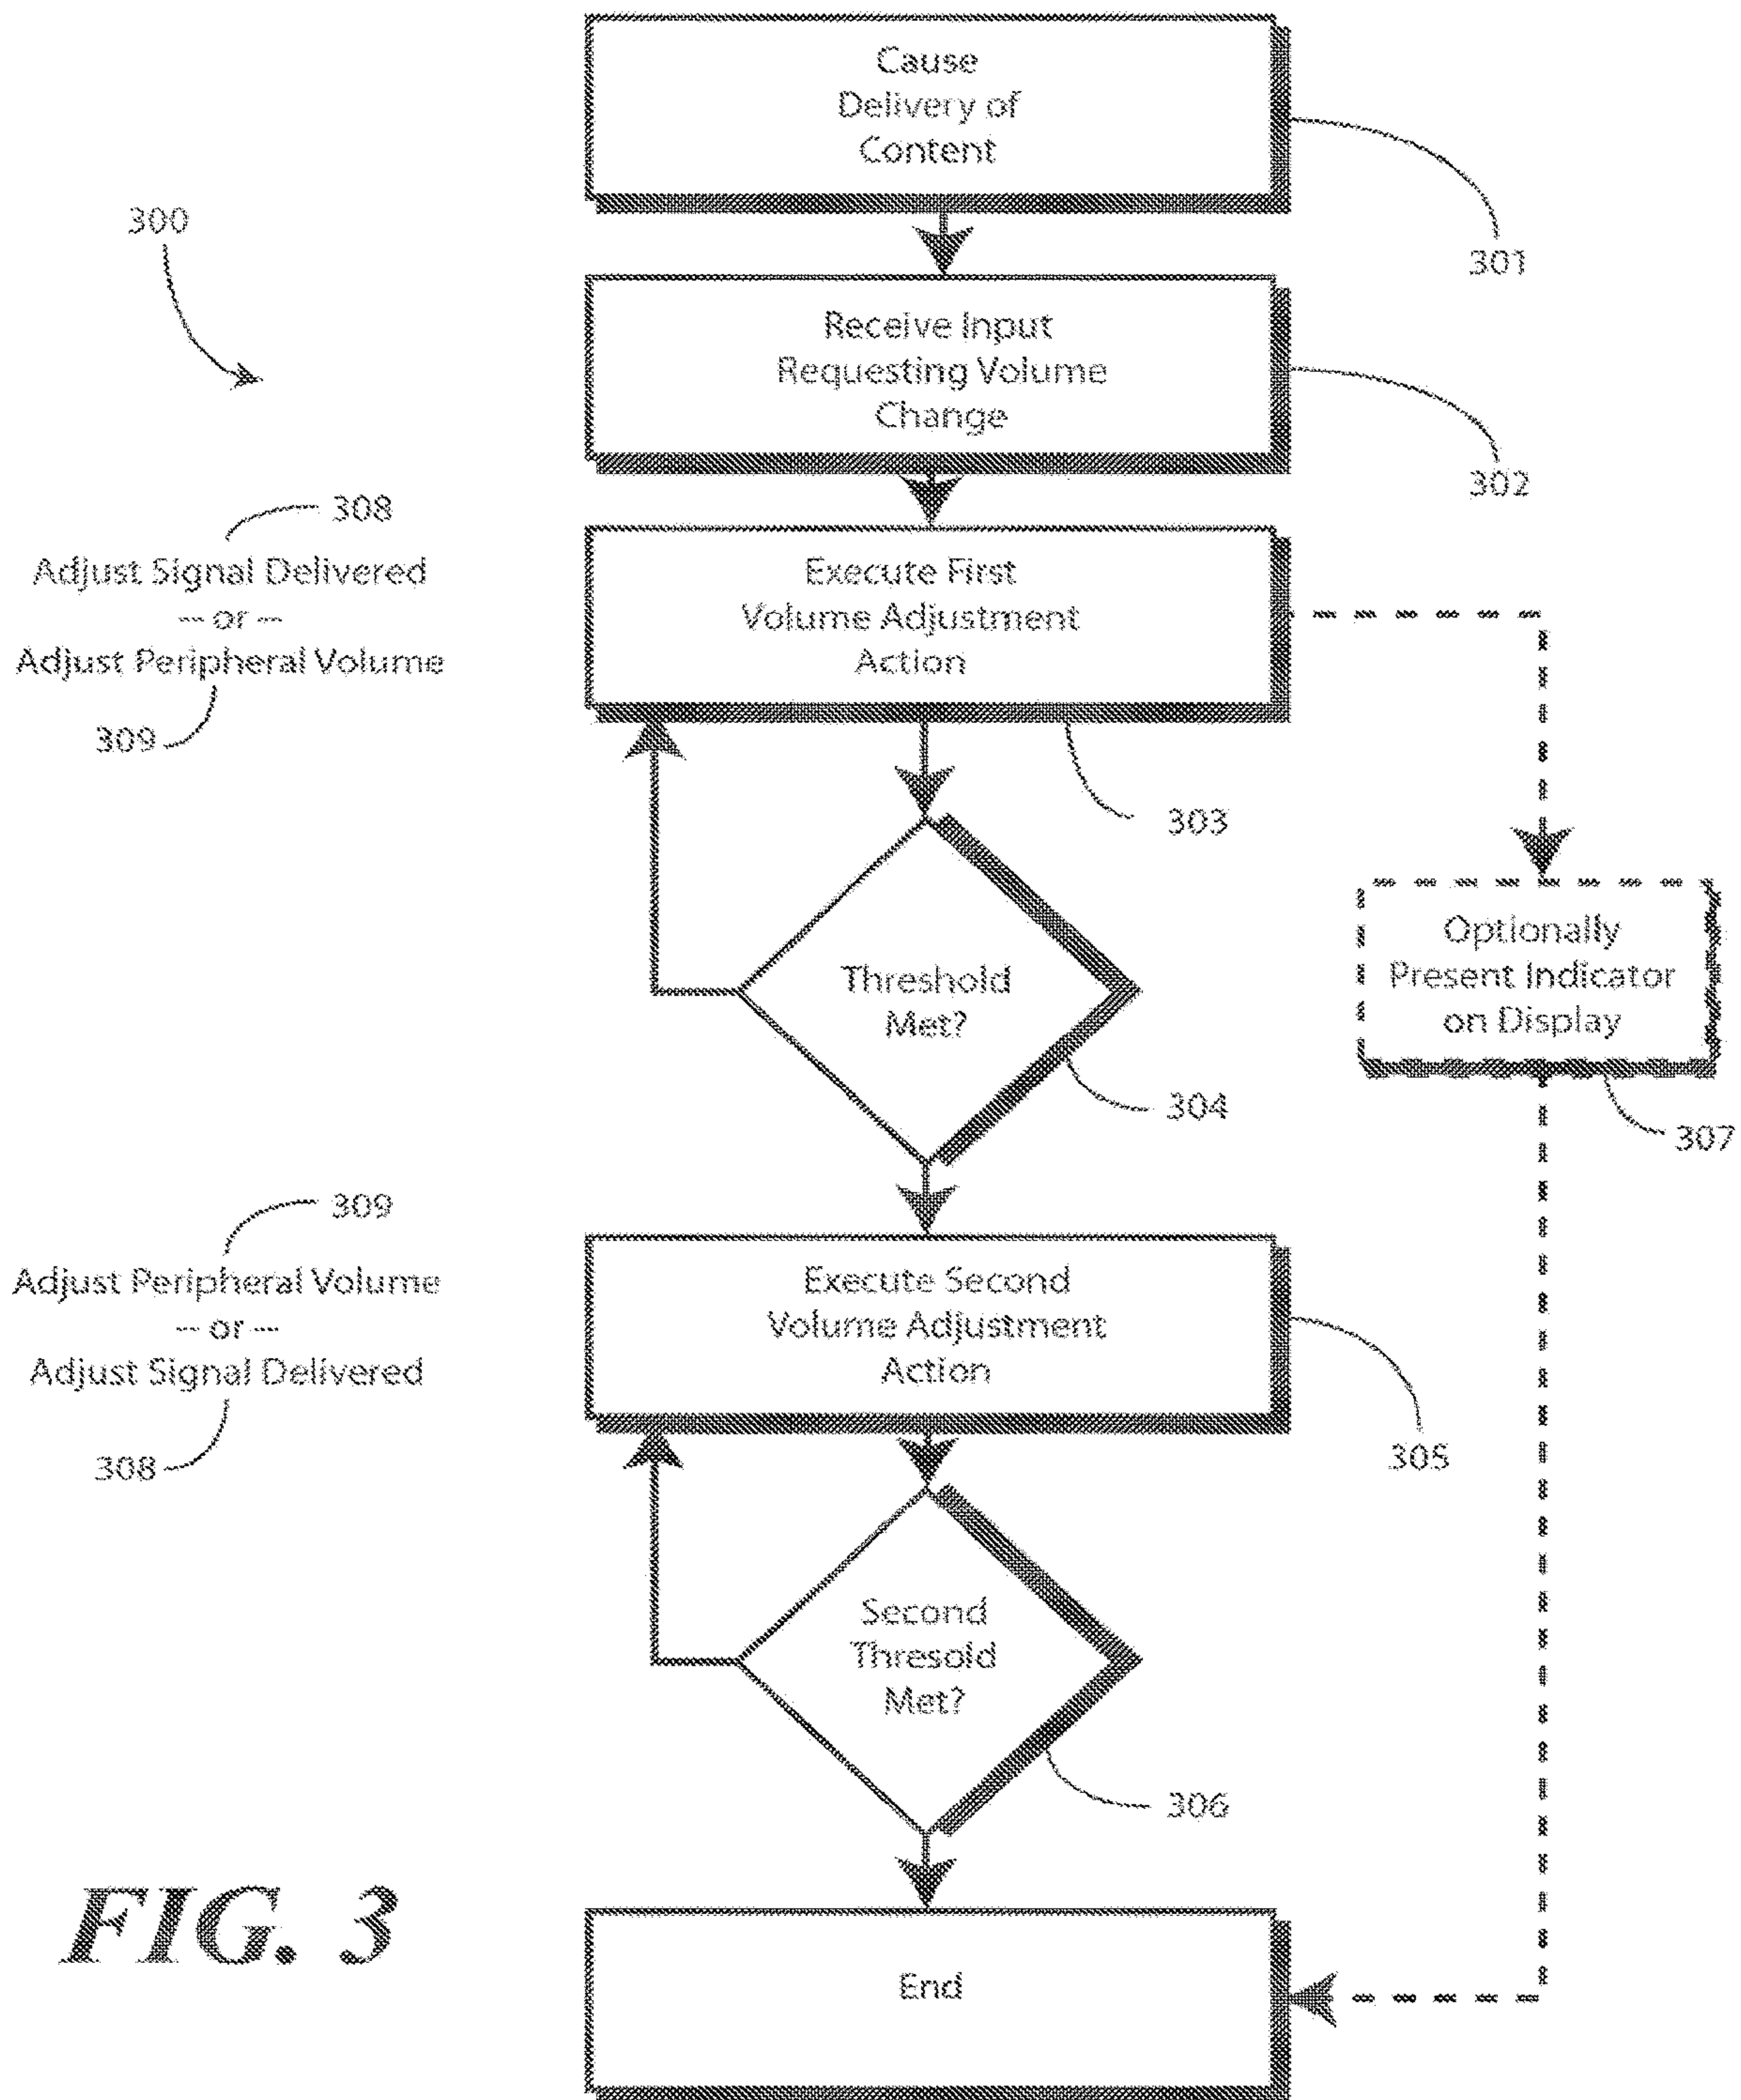 Cause
Delivery of
Content
301
300
Receive Input
Requesting Volume
Change
302
308
Adjust Signal Delivered
-- or --
Adjust Peripheral Volume
309
Execute First
Volume Adjustment
Action
303
Threshold
Met?
304
Optionally
Present Indicator
on Display
307
309
Adjust Peripheral Volume
-- or --
Adjust Signal Delivered
308
Execute Second
Volume Adjustment
Action
305
Second
Thresold
Met?
306
End
FIG. 3